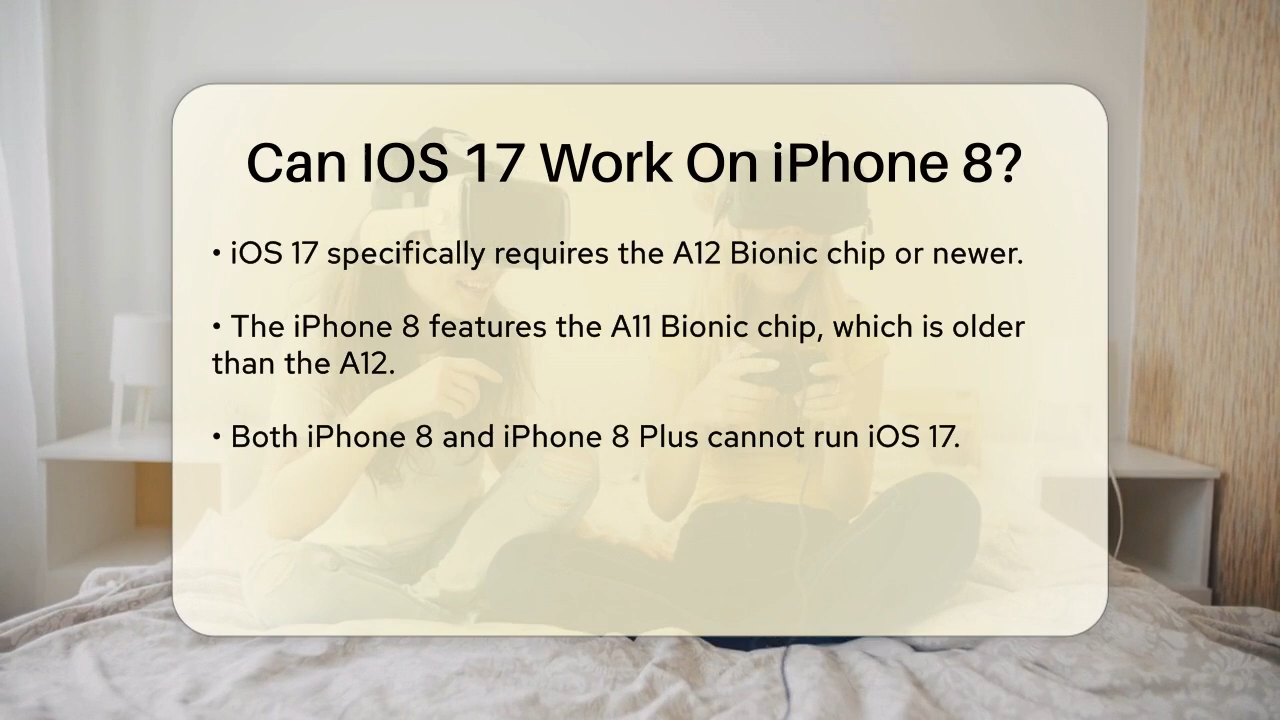 Can IOS 17 Work On iPhone 8?
• iOS 17 specifically requires the A12 Bionic chip or newer.
• The iPhone 8 features the A11 Bionic chip, which is older
than the A12.
• Both iPhone 8 and iPhone 8 Plus cannot run iOS 17.